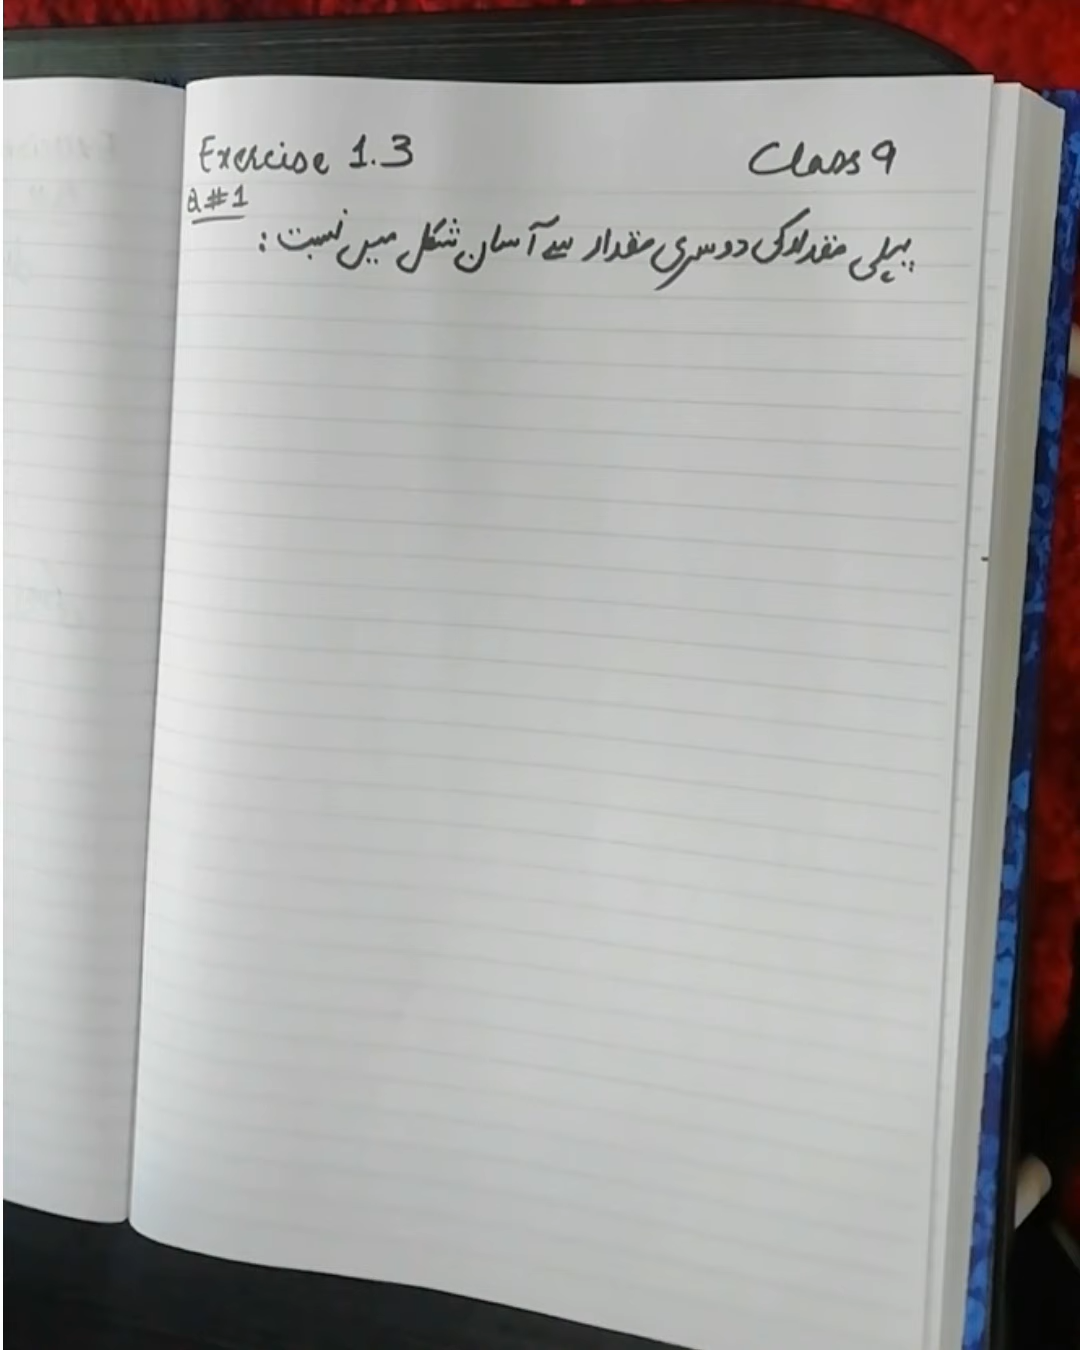 Exercise 1.3 Class 9
Q#1
پہلی مقدار کی دوسری مقدار سے آسان شکل میں نسبت: